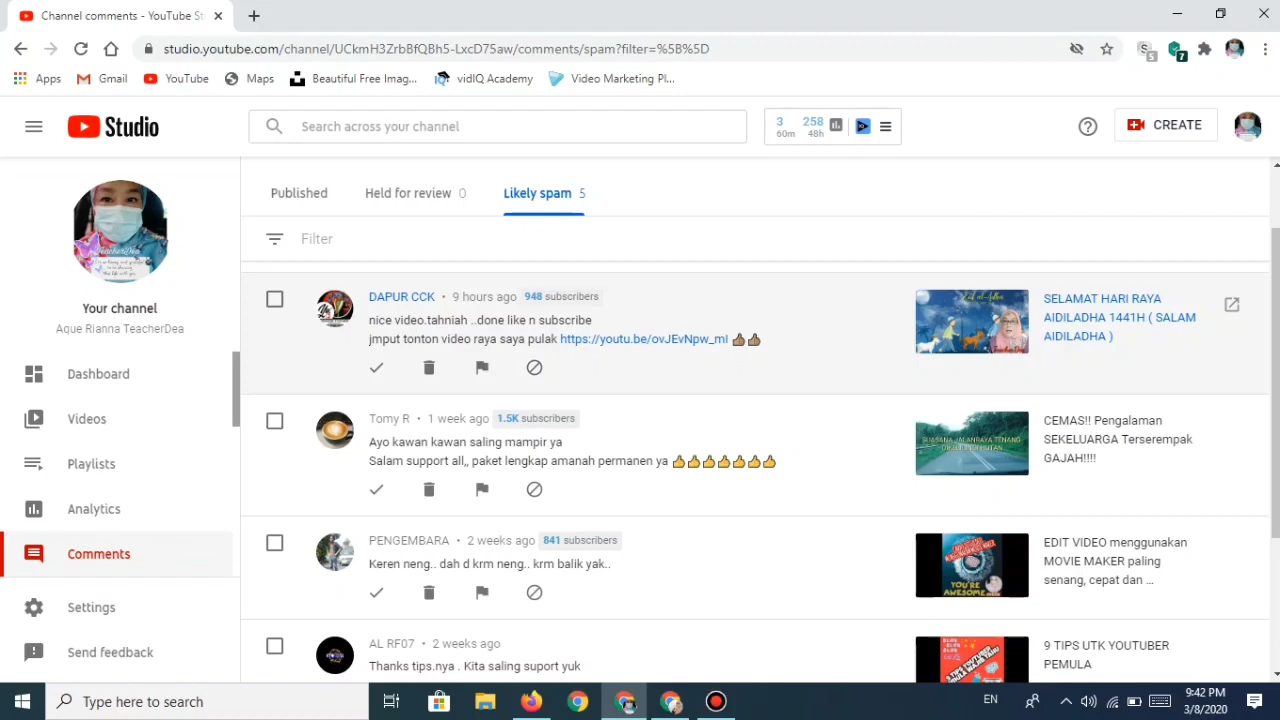 Channel comments - YouTube St
studio.youtube.com/channel/UCkmH3ZrbBfQBh5-LxcD75aw/comments/spam?filter=%5B%5D
S 5 7
Apps Gmail YouTube Maps Beautiful Free Imag... vidIQ Academy Video Marketing Pl...
Studio
Search across your channel
3 258
60m 48h
CREATE
Published Held for review 0 Likely spam 5
Filter
Your channel
Aque Rianna TeacherDea
Dashboard
Videos
Playlists
Analytics
Comments
Settings
Send feedback
DAPUR CCK • 9 hours ago 948 subscribers
nice video.tahniah ..done like n subscribe
jmput tonton video raya saya pulak https://youtu.be/ovJEvNpw_mI 👍🏽👍🏽
SELAMAT HARI RAYA
AIDILADHA 1441H ( SALAM
AIDILADHA )
Tomy R • 1 week ago 1.5K subscribers
Ayo kawan kawan saling mampir ya
Salam support all,, paket lengkap amanah permanen ya 👍👍👍👍👍👍👍
SUASANA JALANRAYA TENANG
CEMAS!! Pengalaman
SEKELUARGA Terserempak
GAJAH!!!!
PENGEMBARA • 2 weeks ago 841 subscribers
Keren neng.. dah d krm neng.. krm balik yak..
YOU'RE
AWESOME
EDIT VIDEO menggunakan
MOVIE MAKER paling
senang, cepat dan ...
AL RF07 • 2 weeks ago
Thanks tips.nya . Kita saling suport yuk
9 TIPS UTK YOUTUBER
PEMULA
Type here to search
EN
9:42 PM
3/8/2020